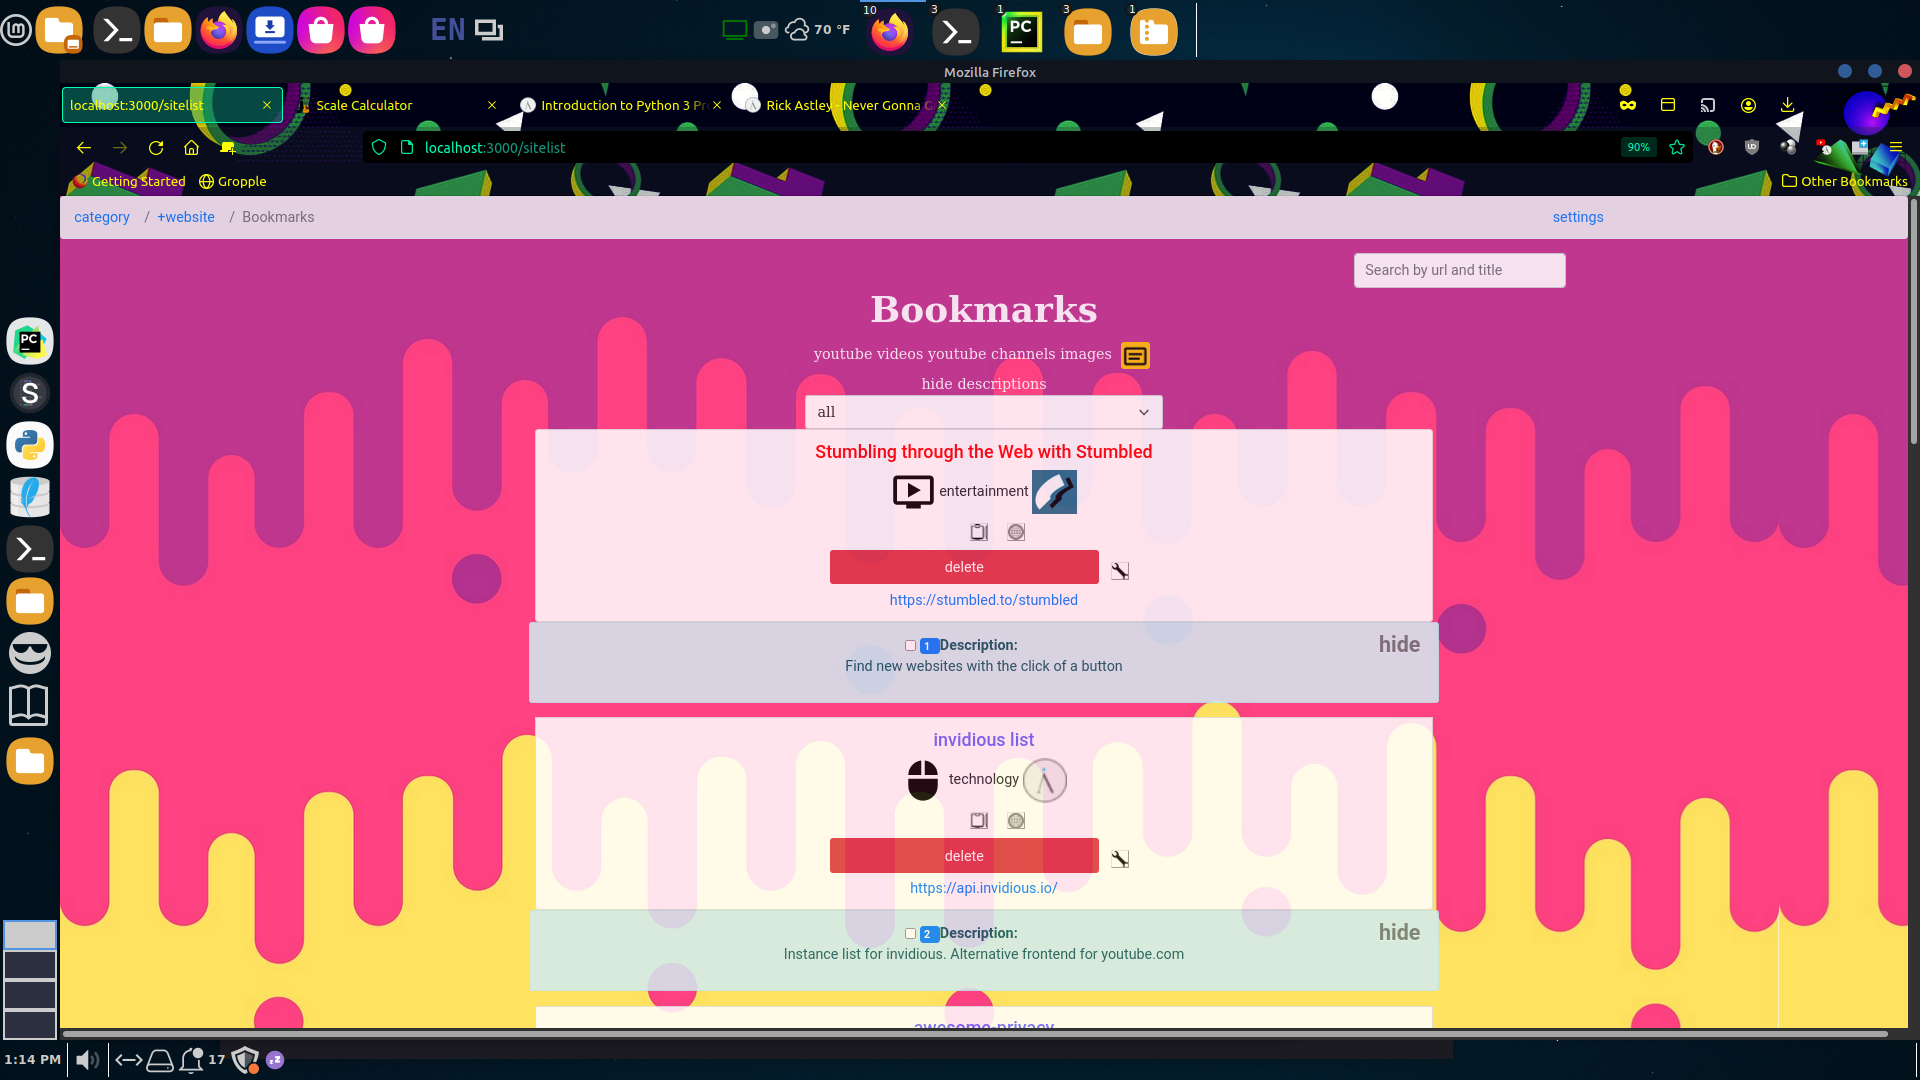 EN
70 °F
10
3
1
3
1
PC
Mozilla Firefox
localhost:3000/sitelist
Scale Calculator
Introduction to Python 3 Pr
Rick Astley - Never Gonna G
localhost:3000/sitelist
90%
Getting Started
Gropple
Other Bookmarks
category / +website / Bookmarks
settings
Search by url and title
Bookmarks
youtube videos youtube channels images
hide descriptions
all
Stumbling through the Web with Stumbled
entertainment
delete
https://stumbled.to/stumbled
1 Description:
hide
Find new websites with the click of a button
invidious list
technology
delete
https://api.invidious.io/
2 Description:
hide
Instance list for invidious. Alternative frontend for youtube.com
awesome-privacy
PC
S
1:14 PM
17